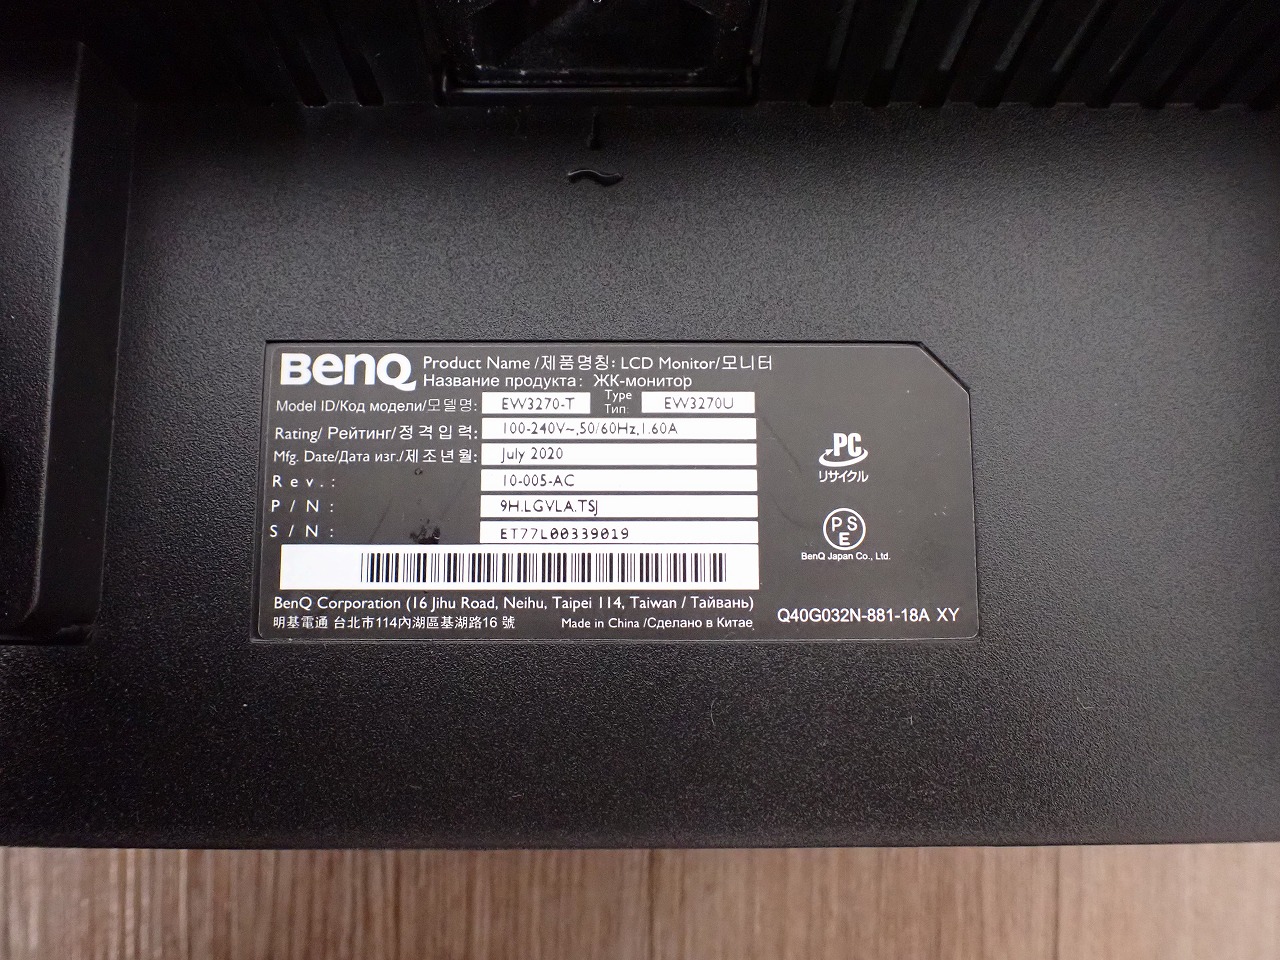 BenQ Product Name /제품명칭: LCD Monitor/모니터
Название продукта: ЖК-монитор
Model ID/Код модели/모델명: EW3270-T Type Тип: EW3270U
Rating/ Рейтинг/정격입력: 100-240V~,50/60Hz,1.60A
Mfg. Date/Дата изг./제조년월: July 2020
Rev.: 10-005-AC
P/N: 9H.LGVLA.TSJ
S/N: ET77L00339019
BenQ Corporation (16 Jihu Road, Neihu, Taipei 114, Taiwan / Тайвань)
明基電通 台北市114內湖區基湖路16 號 Made in China /Сделано в Китае
PC
リサイクル
PSE
BenQ Japan Co., Ltd.
Q40G032N-881-18A XY